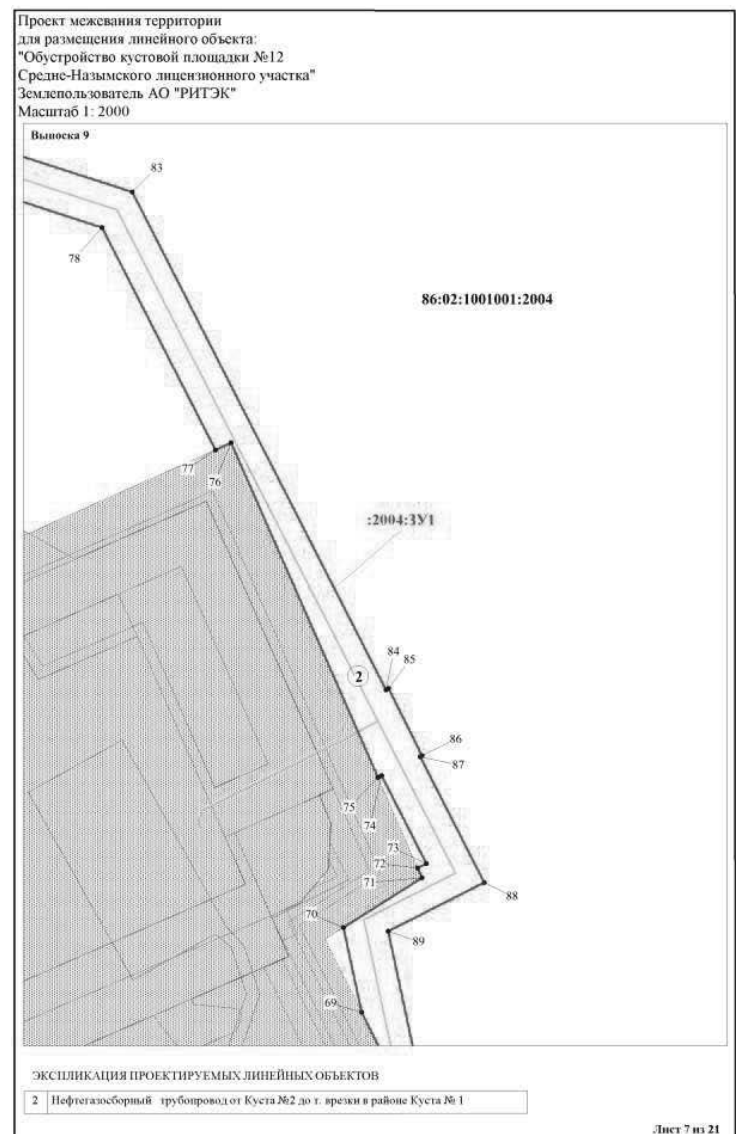 Проект межевания территории
для размещения линейного объекта:
"Обустройство кустовой площадки №12
Средне-Назымского лицензионного участка"
Землепользователь АО "РИТЭК"
Масштаб 1: 2000
Выноска 9
83
78
86:02:1001001:2004
77
76
:2004:ЗУ1
84
85
2
86
87
75
74
73
72
71
88
70
89
69
ЭКСПЛИКАЦИЯ ПРОЕКТИРУЕМЫХ ЛИНЕЙНЫХ ОБЪЕКТОВ
2 Нефтегазосборный трубопровод от Куста №2 до т. врезки в районе Куста № 1
Лист 7 из 21